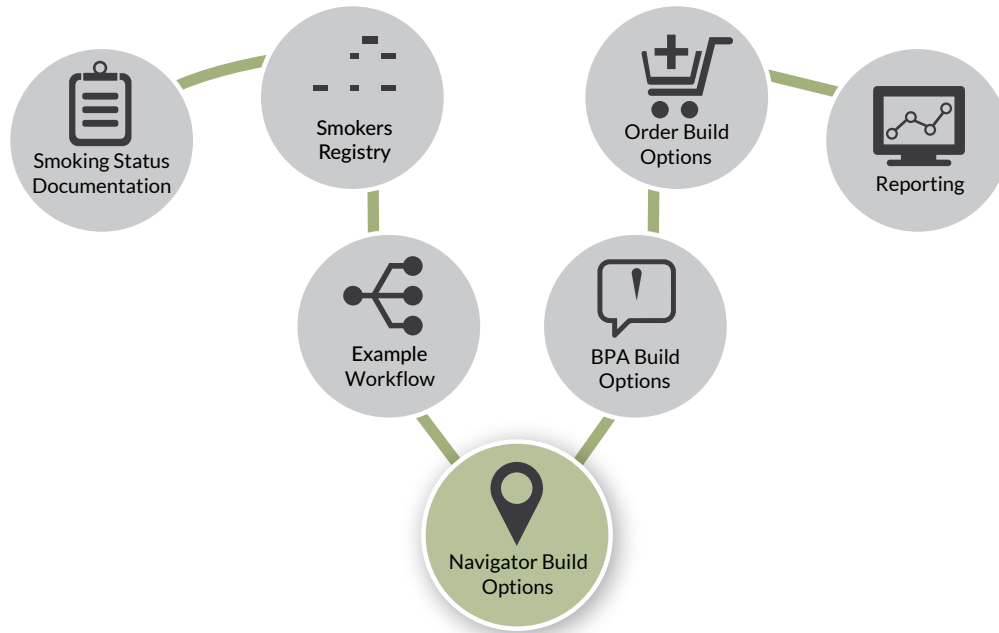 Smoking Status
Documentation
Smokers
Registry
Example
Workflow
Navigator Build
Options
BPA Build
Options
Order Build
Options
Reporting